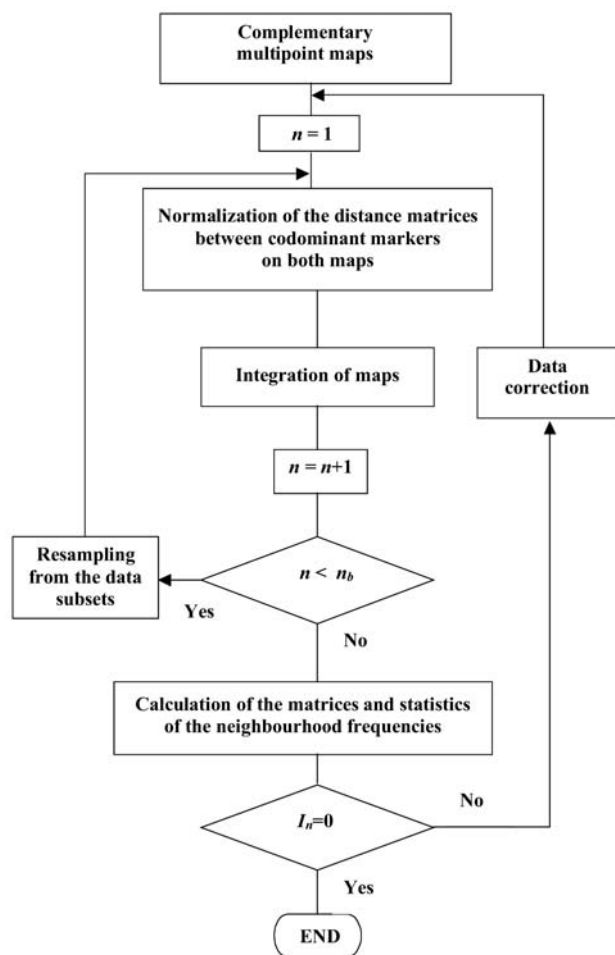 Complementary
multipoint maps
n = 1
Normalization of the distance matrices
between codominant markers
on both maps
Integration of maps
Data
correction
n = n+1
Resampling
from the data
subsets
n < n_b
Yes
No
Calculation of the matrices and statistics
of the neighbourhood frequencies
I_n=0
No
Yes
END